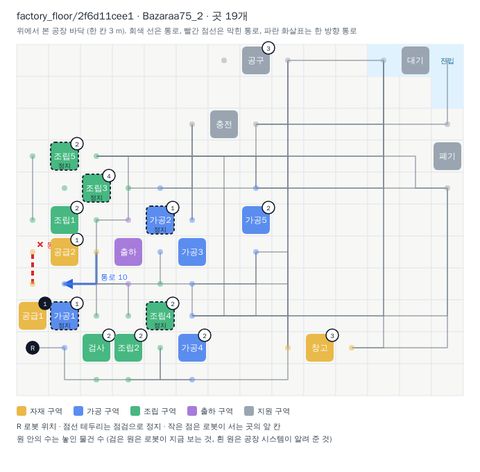 factory_floor/2f6d11cee1 · Bazaraa75_2 · 곳 19개
위에서 본 공장 바닥 (한 칸 3 m). 회색 선은 통로, 빨간 점선은 막힌 통로, 파란 화살표는 한 방향 통로
공구 3
대기
충전
폐기
조립5 2
정지
조립3 4
정지
조립1 2
가공2 1
정지
가공5 2
공급2 1
출하
가공3
통로 10
공급1 1
가공1 1
정지
조립4 2
정지
R
검사 2
조립2 2
가공4 2
창고 3
자재 구역
가공 구역
조립 구역
출하 구역
지원 구역
R 로봇 위치 · 점선 테두리는 점검으로 정지 · 작은 점은 로봇이 서는 곳의 앞 칸
원 안의 수는 놓인 물건 수 (검은 원은 로봇이 지금 보는 것, 흰 원은 공장 시스템이 알려 준 것)